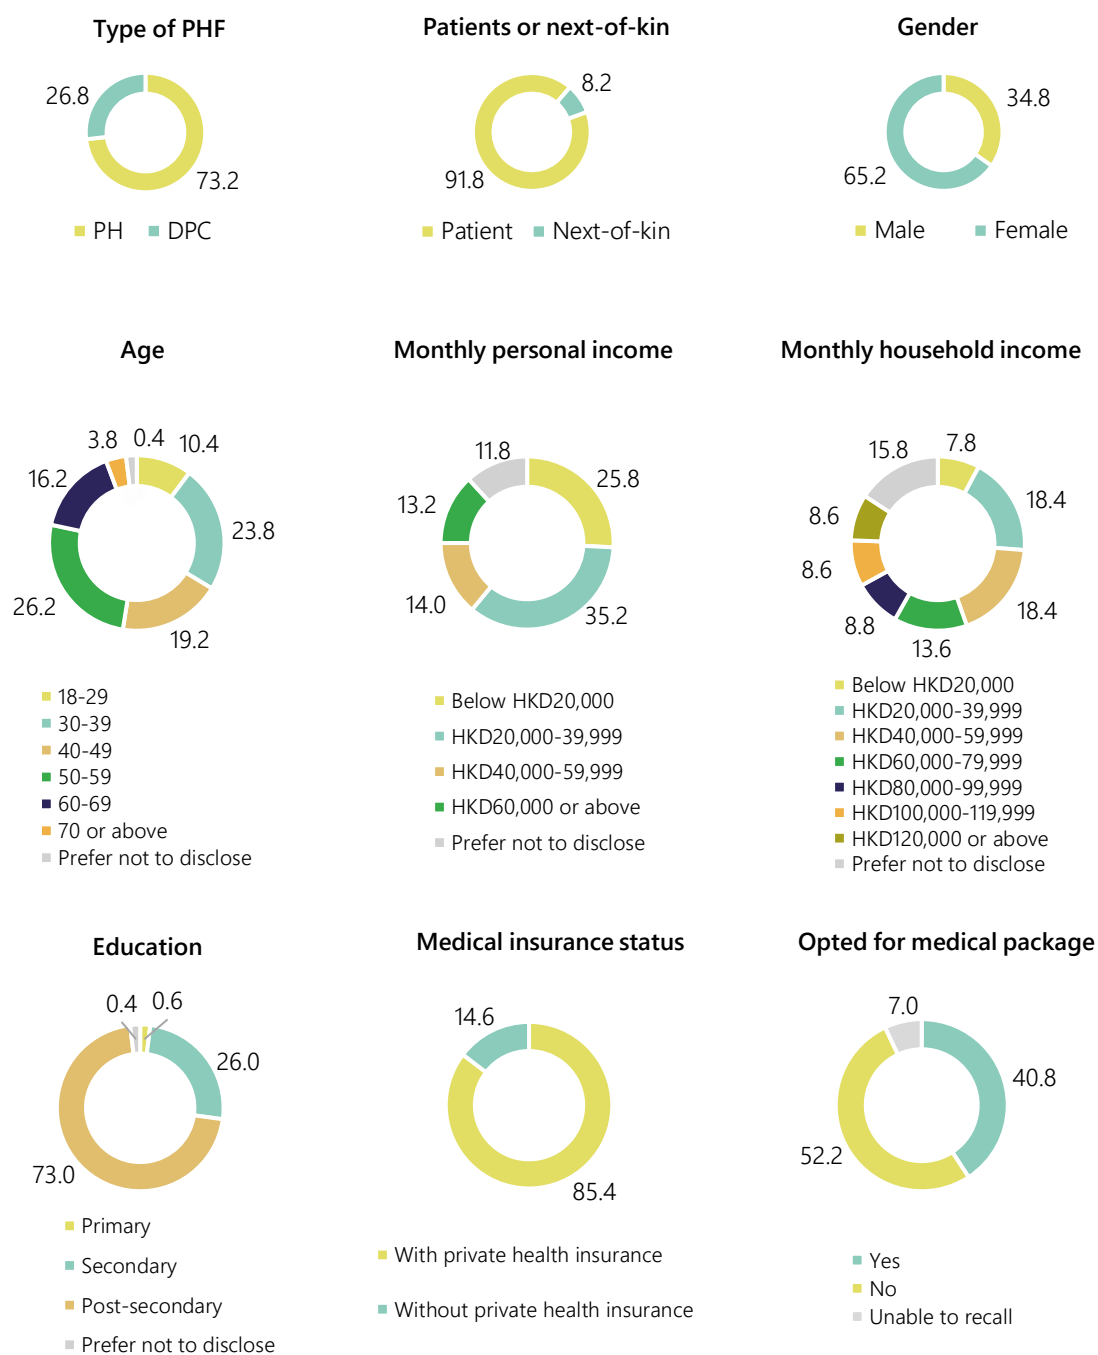 Type of PHF
26.8
73.2
PH
DPC
Patients or next-of-kin
8.2
91.8
Patient
Next-of-kin
Gender
34.8
65.2
Male
Female
Age
0.4
10.4
23.8
19.2
26.2
16.2
3.8
18-29
30-39
40-49
50-59
60-69
70 or above
Prefer not to disclose
Monthly personal income
11.8
25.8
35.2
14.0
13.2
Below HKD20,000
HKD20,000-39,999
HKD40,000-59,999
HKD60,000 or above
Prefer not to disclose
Monthly household income
15.8
7.8
18.4
18.4
13.6
8.8
8.6
8.6
Below HKD20,000
HKD20,000-39,999
HKD40,000-59,999
HKD60,000-79,999
HKD80,000-99,999
HKD100,000-119,999
HKD120,000 or above
Prefer not to disclose
Education
0.4
0.6
26.0
73.0
Primary
Secondary
Post-secondary
Prefer not to disclose
Medical insurance status
14.6
85.4
With private health insurance
Without private health insurance
Opted for medical package
7.0
40.8
52.2
Yes
No
Unable to recall